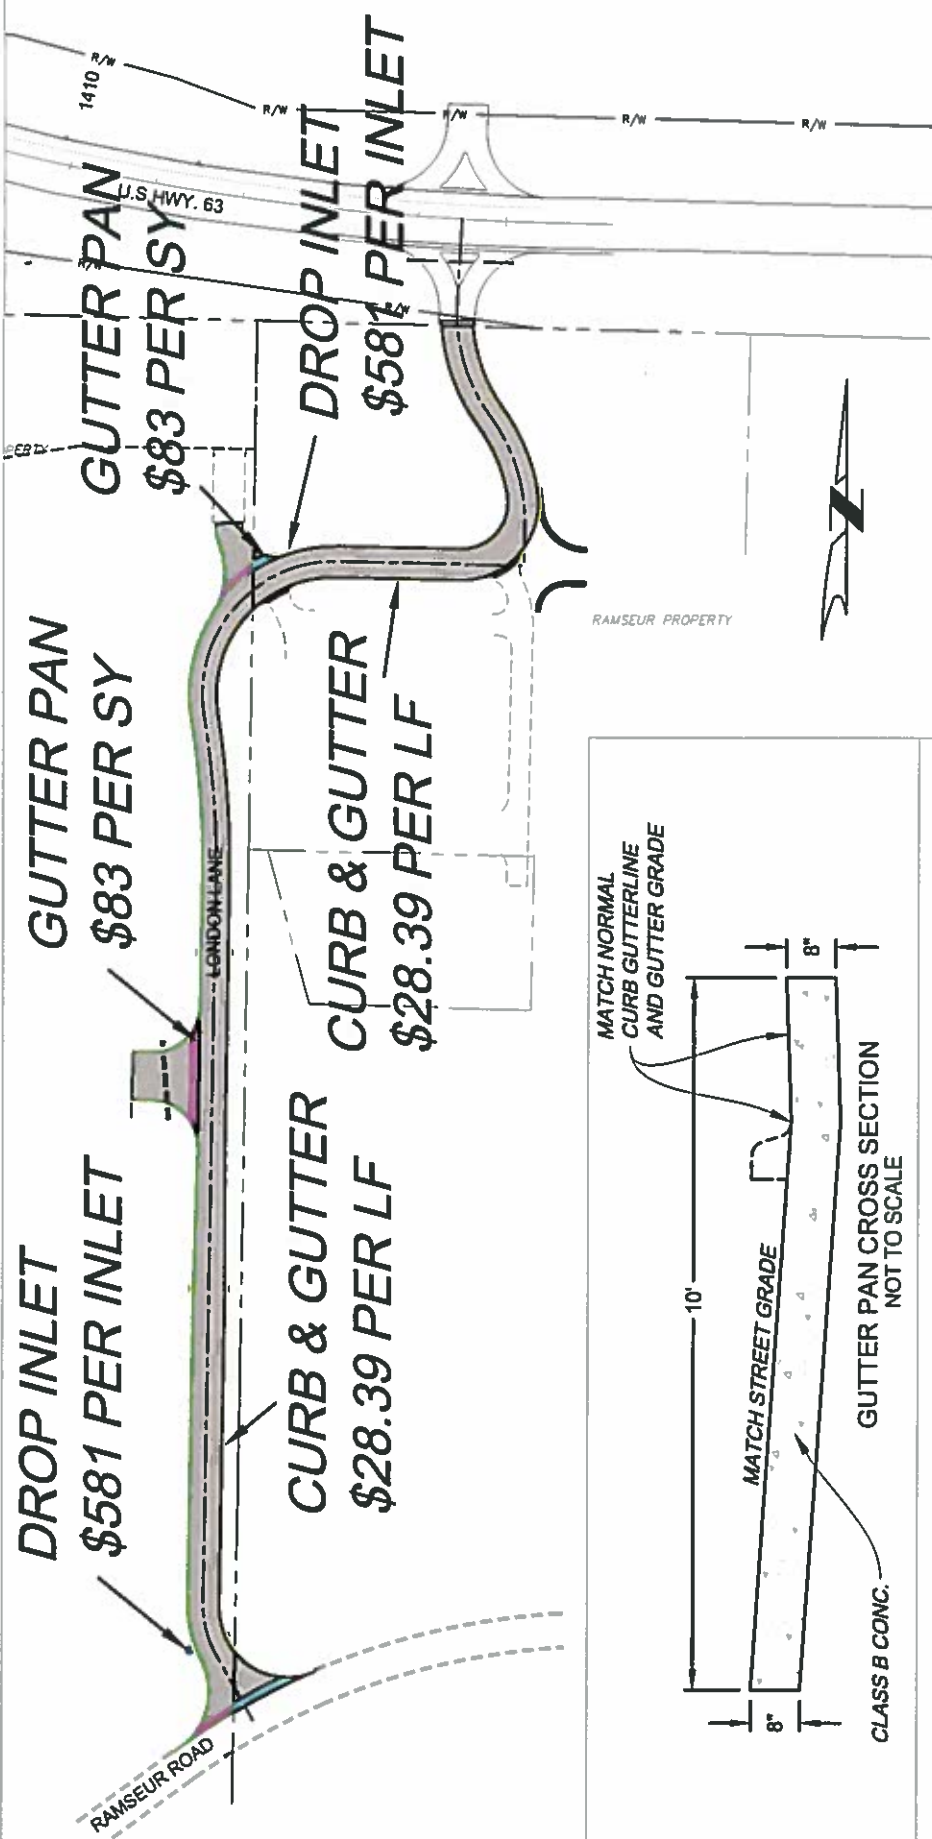 DROP INLET
$581 PER INLET
GUTTER PAN
$83 PER SY
GUTTER PAN
$83 PER SY
DROP INLET
$581 PER INLET
CURB & GUTTER
$28.39 PER LF
CURB & GUTTER
$28.39 PER LF
RAMSEUR ROAD
LONDON LANE
U.S. HWY. 63
1410
R/W
R/W
R/W
R/W
R/W
R/W
R/W
RAMSEUR PROPERTY
Z
10'
8"
8"
MATCH STREET GRADE
MATCH NORMAL
CURB GUTTERLINE
AND GUTTER GRADE
CLASS B CONC.
GUTTER PAN CROSS SECTION
NOT TO SCALE